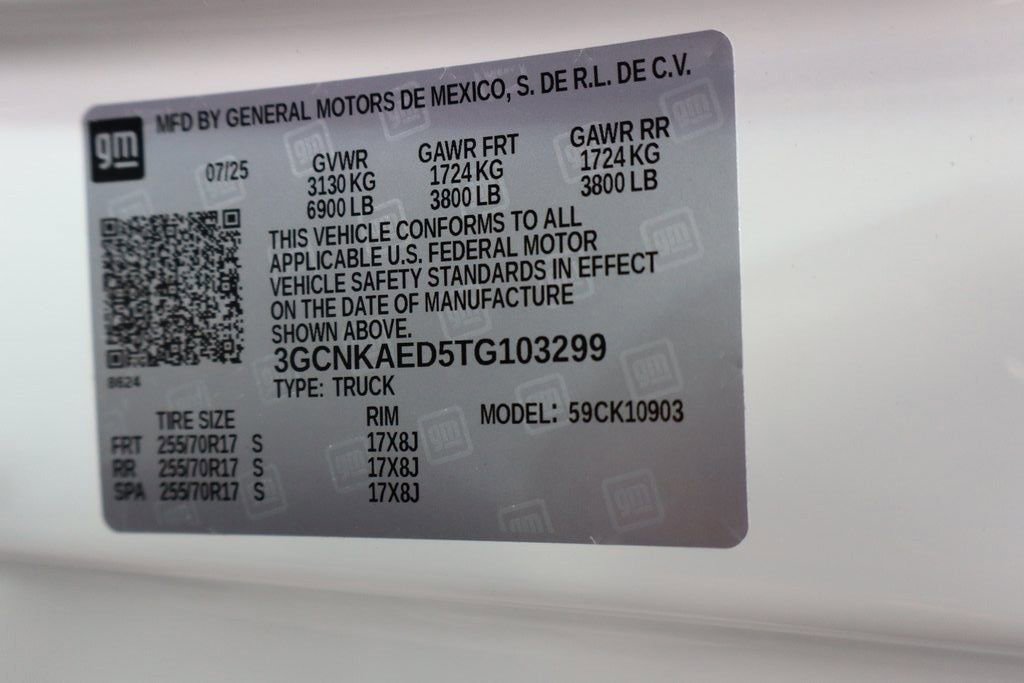 gm
MFD BY GENERAL MOTORS DE MEXICO, S. DE R.L. DE C.V.
07/25 GVWR GAWR FRT GAWR RR
3130 KG 1724 KG 1724 KG
6900 LB 3800 LB 3800 LB
THIS VEHICLE CONFORMS TO ALL
APPLICABLE U.S. FEDERAL MOTOR
VEHICLE SAFETY STANDARDS IN EFFECT
ON THE DATE OF MANUFACTURE
SHOWN ABOVE.
3GCNKAED5TG103299
8624
TYPE: TRUCK
TIRE SIZE RIM MODEL: 59CK10903
FRT 255/70R17 S 17X8J
RR 255/70R17 S 17X8J
SPA 255/70R17 S 17X8J